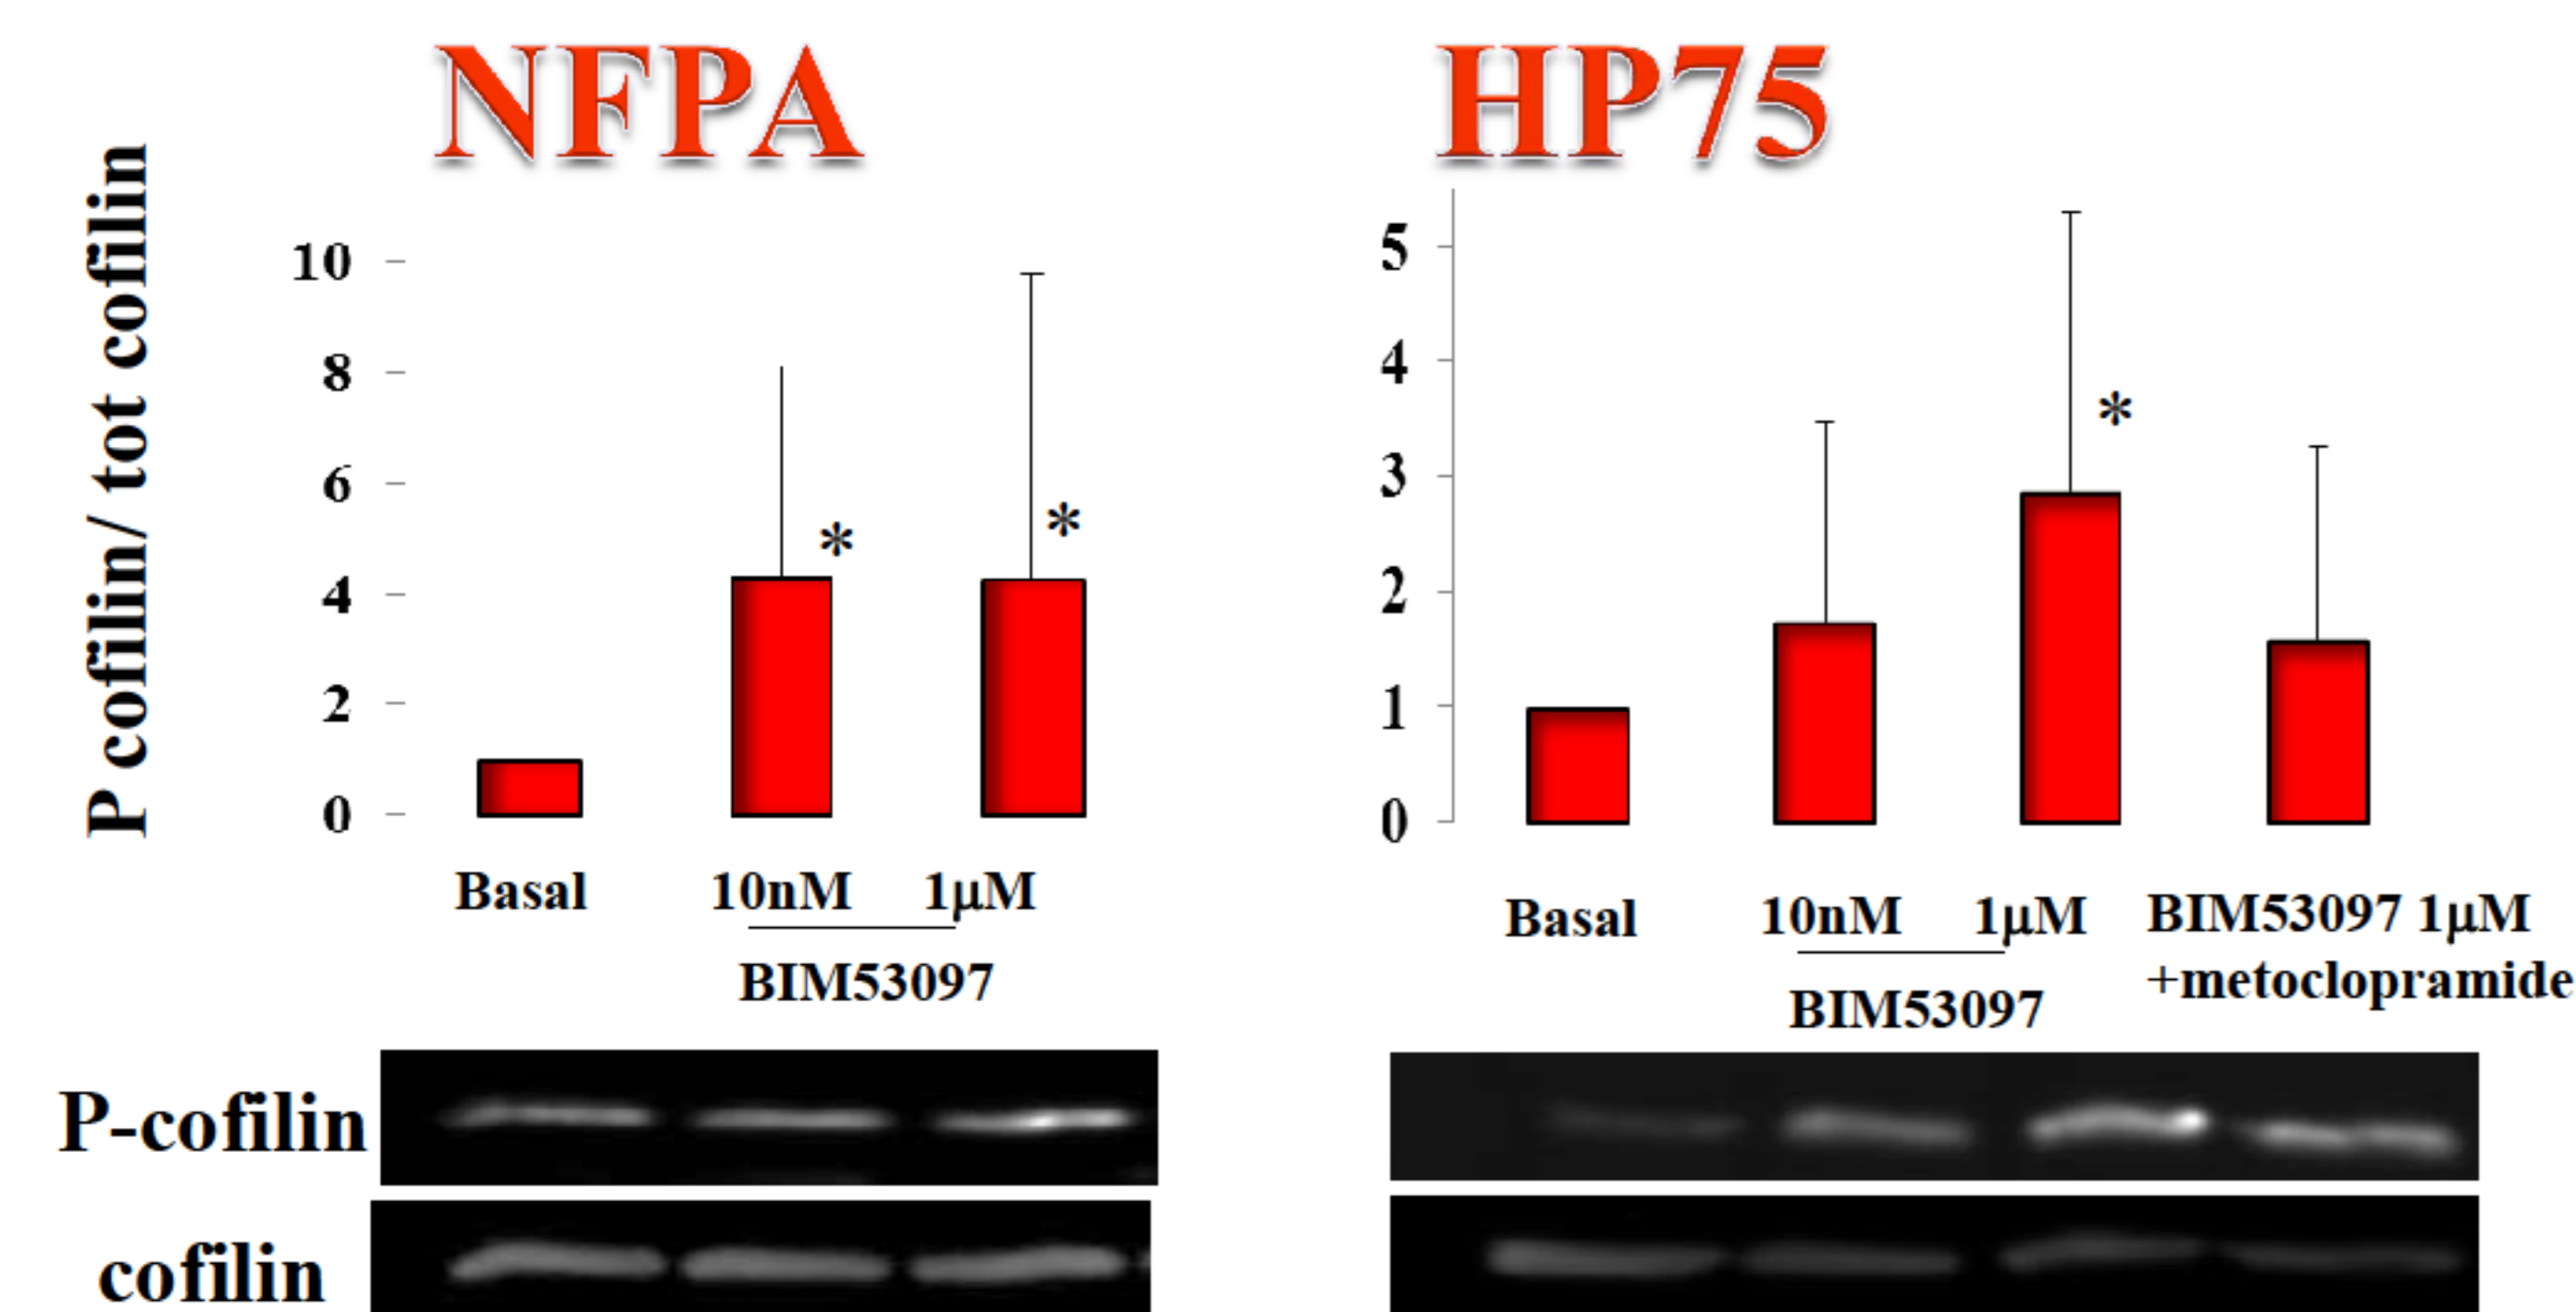 NFPA
HP75
P cofilin/ tot cofilin
10
8
6
4
2
0
*
*
Basal
10nM
1μM
BIM53097
5
4
3
2
1
0
*
Basal
10nM
1μM
BIM53097
BIM53097 1μM
+metoclopramide
P-cofilin
cofilin